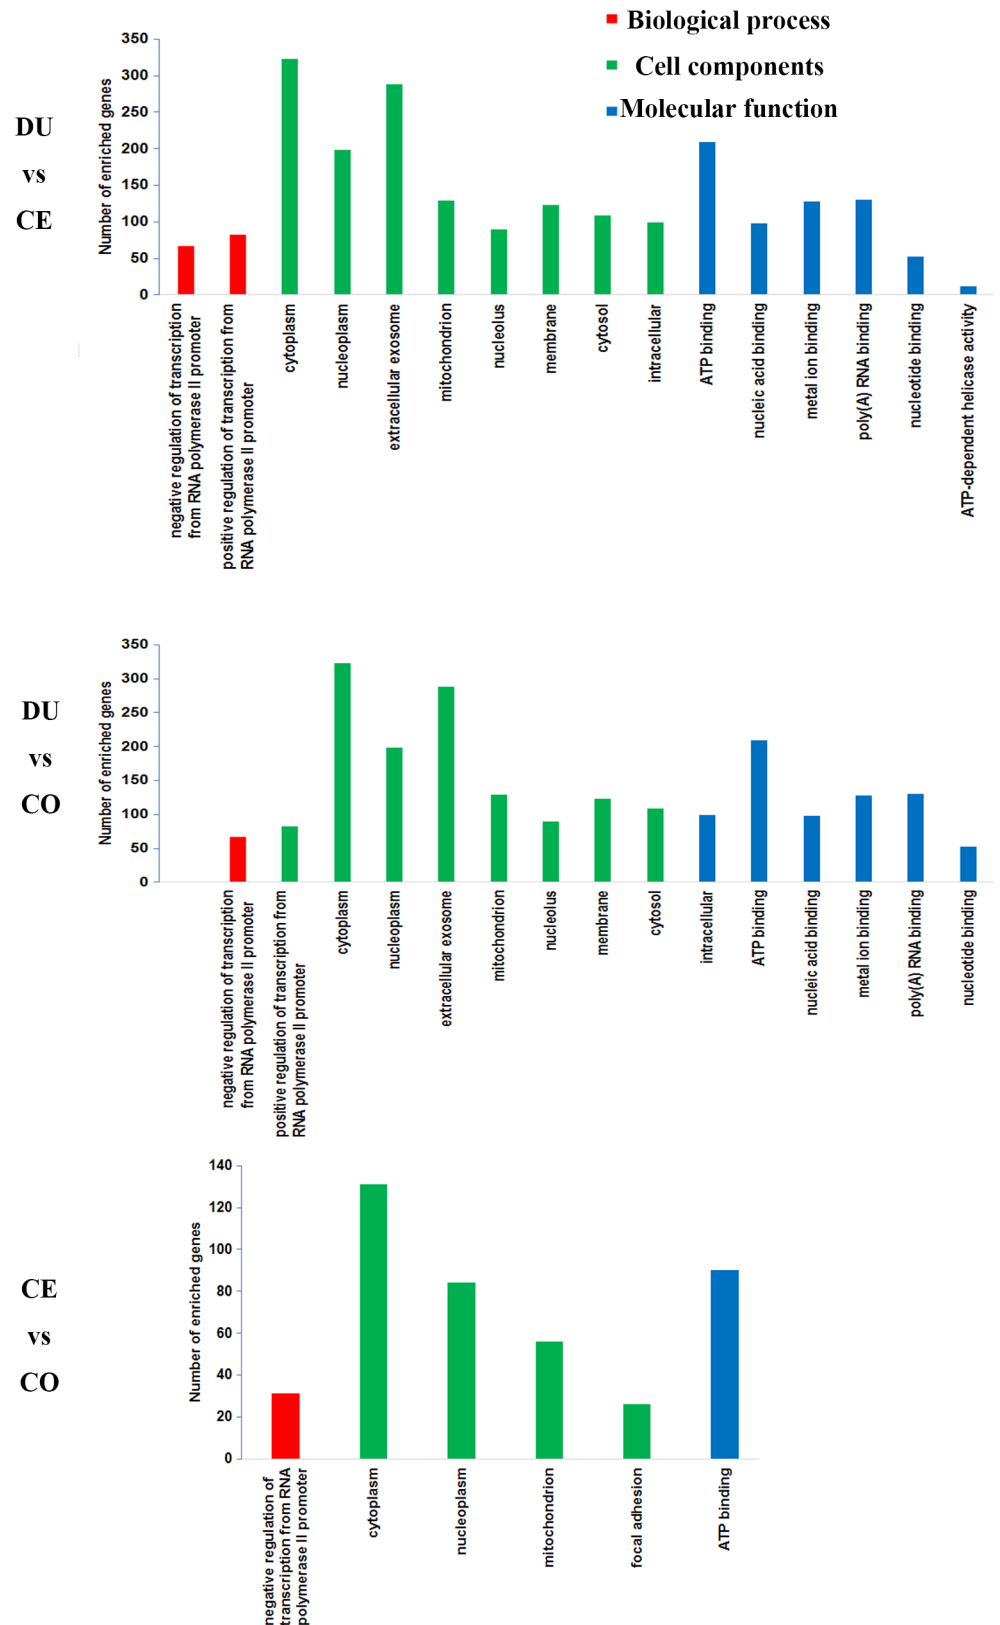 Biological process
Cell components
Molecular function
DU
vs
CE
Number of enriched genes
350
300
250
200
150
100
50
0
negative regulation of transcription
from RNA polymerase II promoter
positive regulation of transcription from
RNA polymerase II promoter
cytoplasm
nucleoplasm
extracellular exosome
mitochondrion
nucleolus
membrane
cytosol
intracellular
ATP binding
nucleic acid binding
metal ion binding
poly(A) RNA binding
nucleotide binding
ATP-dependent helicase activity
DU
vs
CO
Number of enriched genes
350
300
250
200
150
100
50
0
negative regulation of transcription
from RNA polymerase II promoter
positive regulation of transcription from
RNA polymerase II promoter
cytoplasm
nucleoplasm
extracellular exosome
mitochondrion
nucleolus
membrane
cytosol
intracellular
ATP binding
nucleic acid binding
metal ion binding
poly(A) RNA binding
nucleotide binding
CE
vs
CO
Number of enriched genes
140
120
100
80
60
40
20
0
negative regulation of
transcription from RNA
polymerase II promoter
cytoplasm
nucleoplasm
mitochondrion
focal adhesion
ATP binding